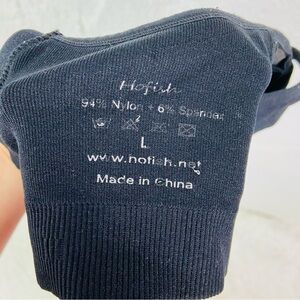 Hofish
94% Nylon + 6% Spandex
L
www.hofish.net
Made in China